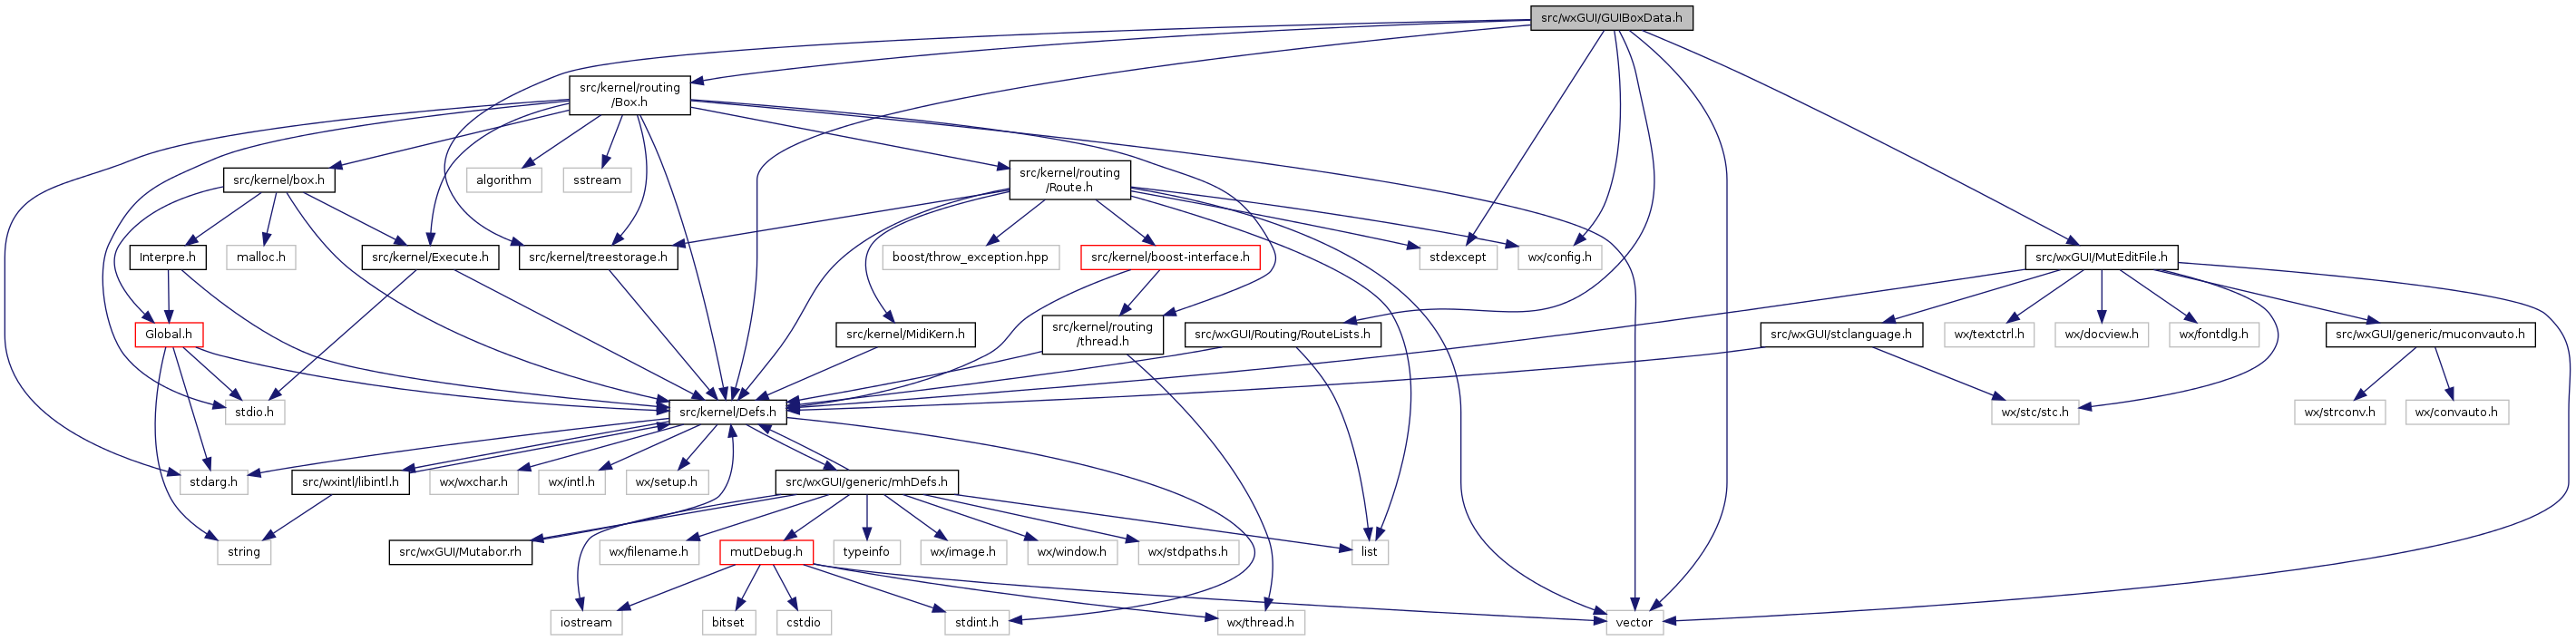 src/wxGUI/GUIBoxData.h
src/kernel/routing
/Box.h
src/kernel/box.h
algorithm
sstream
src/kernel/routing
/Route.h
Interpre.h
malloc.h
src/kernel/Execute.h
src/kernel/treestorage.h
boost/throw_exception.hpp
src/kernel/boost-interface.h
stdexcept
wx/config.h
src/wxGUI/MutEditFile.h
Global.h
src/kernel/MidiKern.h
src/kernel/routing
/thread.h
src/wxGUI/Routing/RouteLists.h
src/wxGUI/stclanguage.h
wx/textctrl.h
wx/docview.h
wx/fontdlg.h
src/wxGUI/generic/muconvauto.h
stdio.h
src/kernel/Defs.h
wx/stc/stc.h
wx/strconv.h
wx/convauto.h
stdarg.h
src/wxintl/libintl.h
wx/wxchar.h
wx/intl.h
wx/setup.h
src/wxGUI/generic/mhDefs.h
string
src/wxGUI/Mutabor.rh
wx/filename.h
mutDebug.h
typeinfo
wx/image.h
wx/window.h
wx/stdpaths.h
list
iostream
bitset
cstdio
stdint.h
wx/thread.h
vector